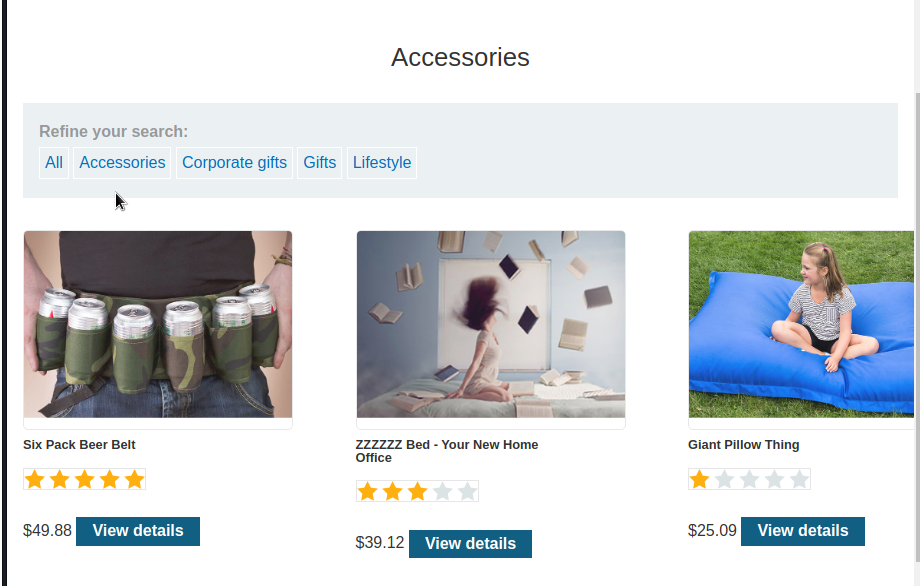 Accessories
Refine your search:
All Accessories Corporate gifts Gifts Lifestyle
Six Pack Beer Belt
ZZZZZZ Bed - Your New Home
Office
Giant Pillow Thing
$49.88 View details
$39.12 View details
$25.09 View details